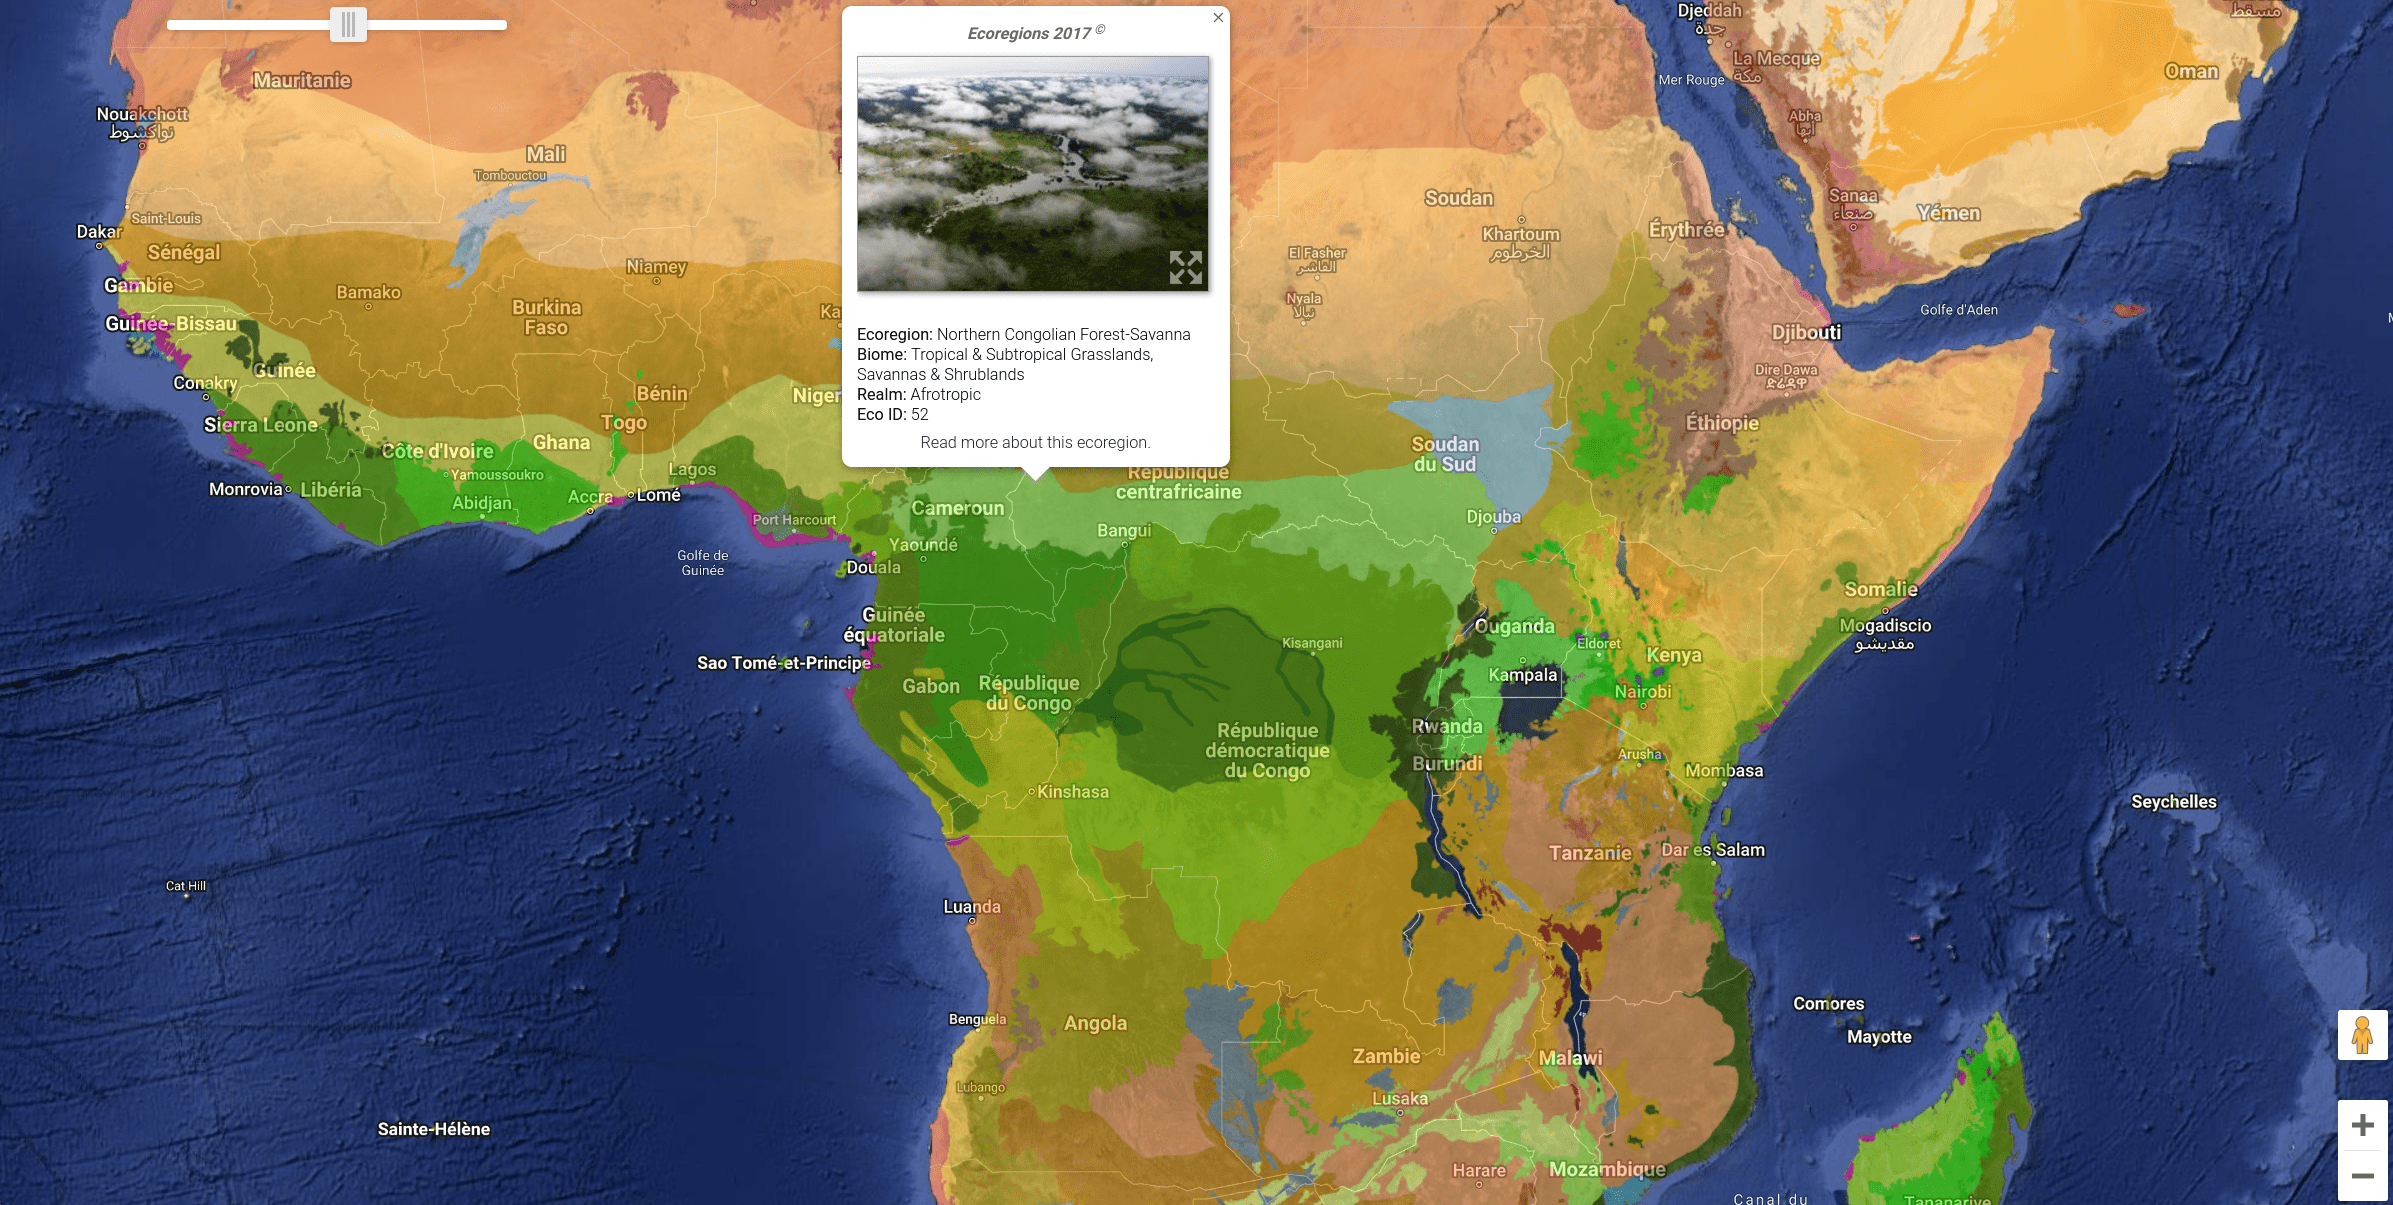 Ecoregions 2017 ©
Ecoregion: Northern Congolian Forest-Savanna
Biome: Tropical & Subtropical Grasslands,
Savannas & Shrublands
Realm: Afrotropic
Eco ID: 52
Read more about this ecoregion.
Djeddah
جدة
مسقط
La Mecque
مكة
Mer Rouge
Oman
Mauritanie
Nouakchott
نواكشوط
Abha
أبها
Mali
Tombouctou
Sanaa
صنعاء
Yémen
Soudan
Saint-Louis
Dakar
Sénégal
Khartoum
الخرطوم
Érythrée
El Fasher
الفاشر
Niamey
Gambie
Bamako
Nyala
نيالا
Burkina
Faso
Ka
Golfe d'Aden
Guinée-Bissau
Djibouti
Guinée
Conakry
Dire Dawa
ድሬዳዋ
Bénin
Niger
Sierra Leone
Togo
Éthiopie
Ghana
Côte d'Ivoire
Soudan
du Sud
Yamoussoukro
Lagos
République
centrafricaine
Monrovia
Libéria
Abidjan
Accra
Lomé
Cameroun
Port Harcourt
Djouba
Bangui
Yaoundé
Golfe de
Guinée
Douala
Somalie
Guinée
équatoriale
Mogadiscio
مقديشو
Ouganda
Kisangani
Eldoret
Kenya
Sao Tomé-et-Principe
Kampala
Gabon
République
du Congo
Nairobi
Rwanda
République
démocratique
du Congo
Burundi
Arusha
Mombasa
Kinshasa
Seychelles
Tanzanie
Dar es Salam
Cat Hill
Luanda
Comores
Benguela
Angola
Mayotte
Zambie
Malawi
Lubango
Lusaka
Sainte-Hélène
Harare
Mozambique
Canal du
Tananarive